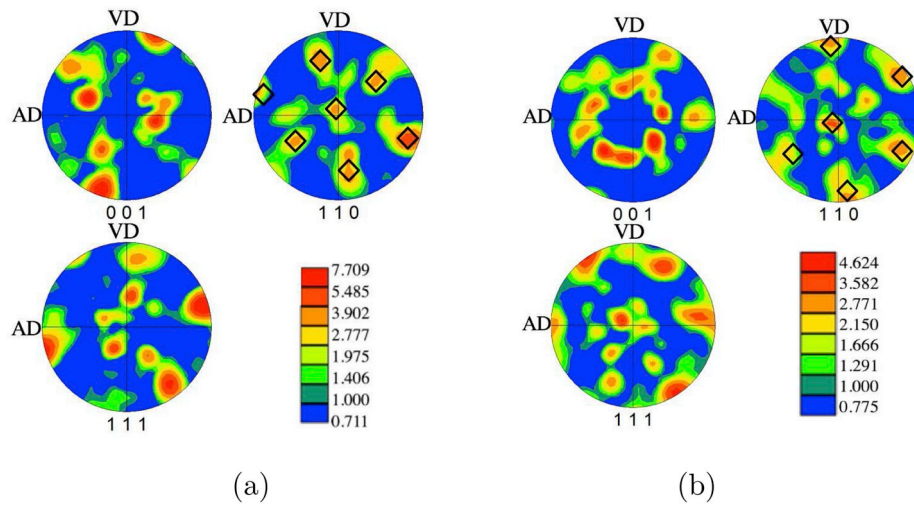 VD
VD
VD
VD
AD
AD
0 0 1
1 1 0
0 0 1
1 1 0
VD
VD
AD
AD
1 1 1
1 1 1
7.709
5.485
3.902
2.777
1.975
1.406
1.000
0.711
4.624
3.582
2.771
2.150
1.666
1.291
1.000
0.775
(a)
(b)